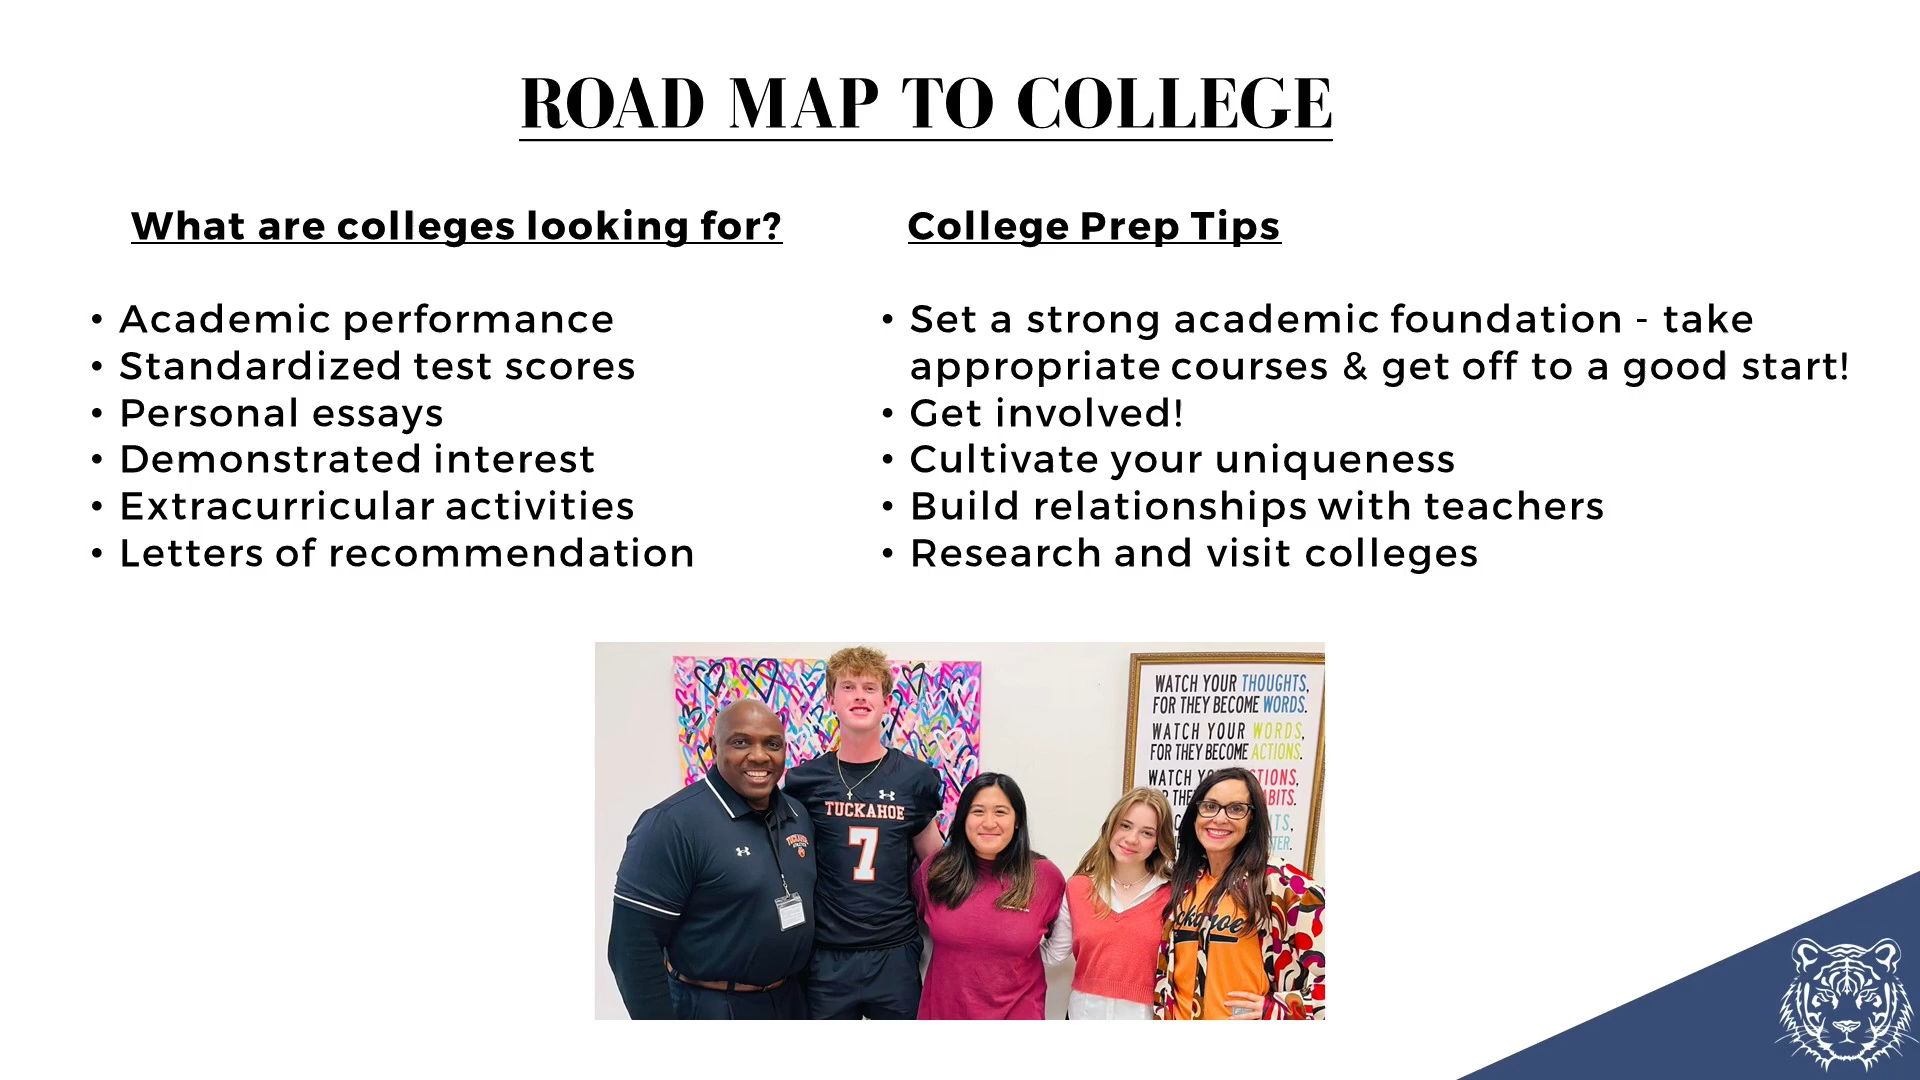 ROAD MAP TO COLLEGE
What are colleges looking for?
• Academic performance
• Standardized test scores
• Personal essays
• Demonstrated interest
• Extracurricular activities
• Letters of recommendation
College Prep Tips
• Set a strong academic foundation - take
appropriate courses & get off to a good start!
• Get involved!
• Cultivate your uniqueness
• Build relationships with teachers
• Research and visit colleges
WATCH YOUR THOUGHTS,
FOR THEY BECOME WORDS.
WATCH YOUR WORDS,
FOR THEY BECOME ACTIONS.
WATCH
TUCKAHOE
7
TUCKAHOE